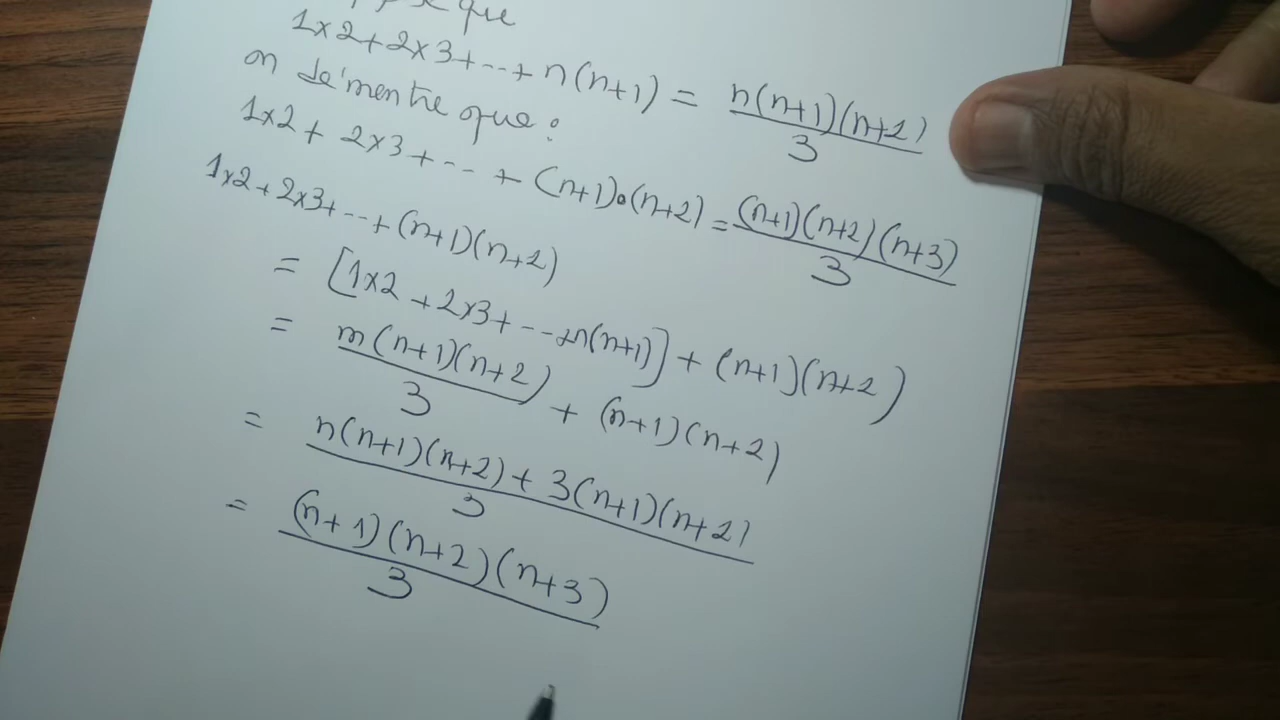 que
1x2+2x3+--+ n(n+1) = n(n+1)(n+2)/3
on démentre que:
1x2+ 2x3+-- + (n+1)•(n+2) = (n+1)(n+2)(n+3)/3
1x2+2x3+--+(n+1)(n+2)
= [1x2 +2x3+---+n(n+1)] + (n+1)(n+2)
= n(n+1)(n+2)/3 + (n+1)(n+2)
= n(n+1)(n+2)+ 3(n+1)(n+2)/3
= (n+1)(n+2)(n+3)/3